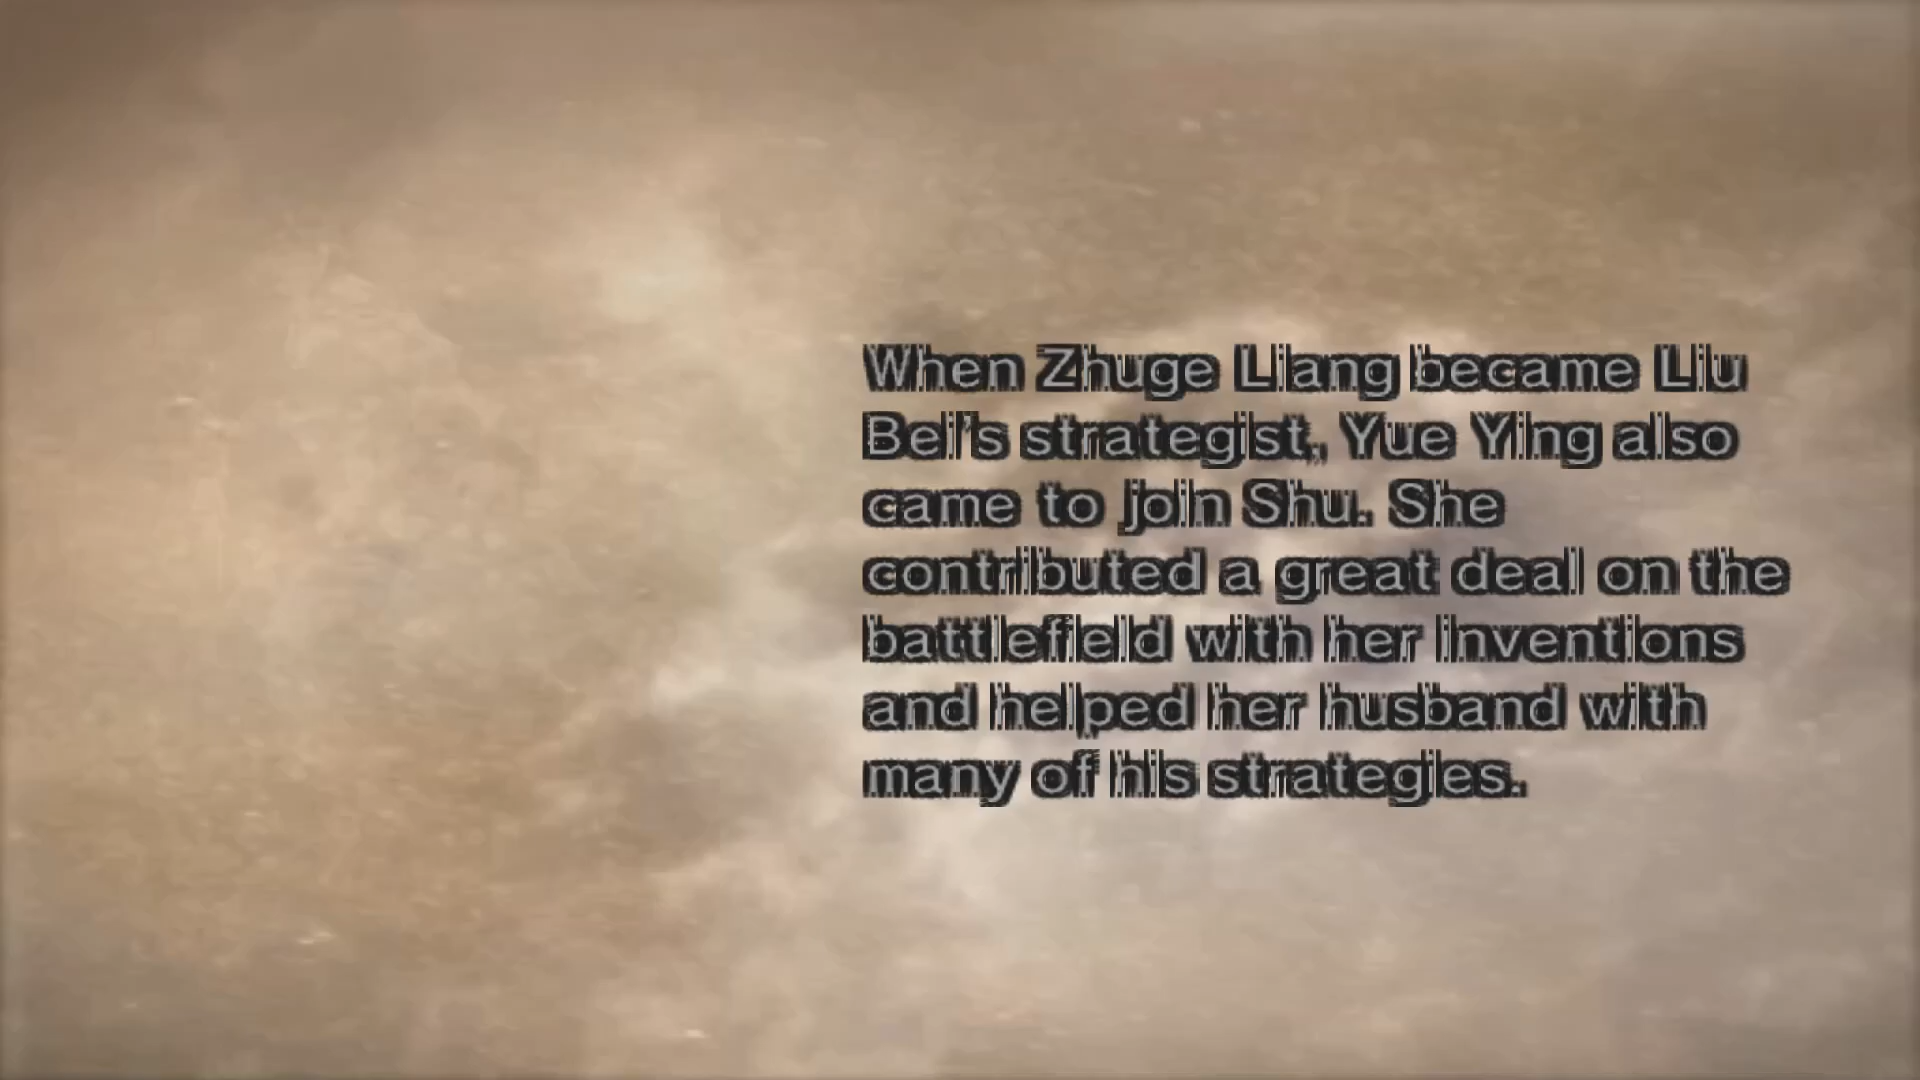 When Zhuge Liang became Liu
Bei's strategist, Yue Ying also
came to join Shu. She
contributed a great deal on the
battlefield with her inventions
and helped her husband with
many of his strategies.